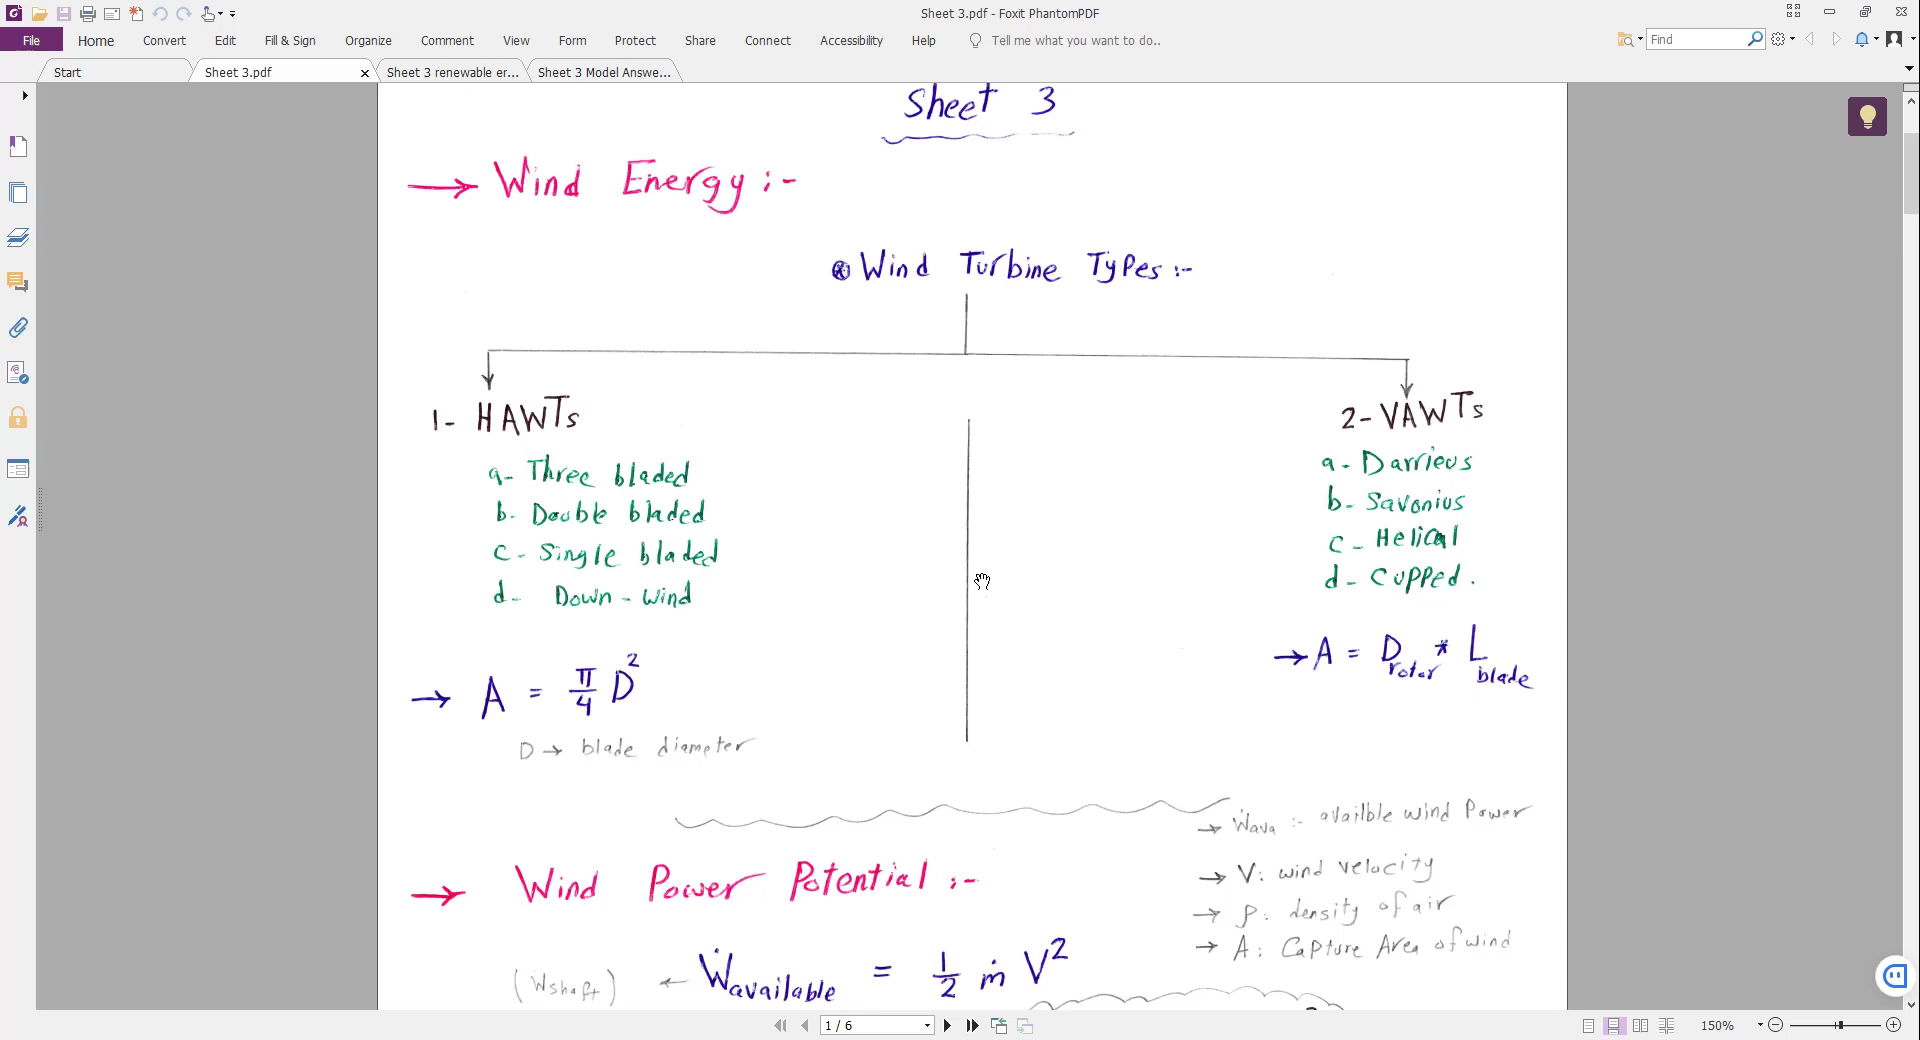 Sheet 3.pdf - Foxit PhantomPDF
File Home Convert Edit Fill & Sign Organize Comment View Form Protect Share Connect Accessibility Help Tell me what you want to do.. Find
Start Sheet 3.pdf Sheet 3 renewable er... Sheet 3 Model Answe...
Sheet 3
→ Wind Energy :-
⊛ Wind Turbine Types :-
1- HAWTs
a- Three bladed
b- Double bladed
c- Single bladed
d- Down-wind
→ A = π/4 D²
D → blade diameter
2- VAWTs
a- Darrieus
b- Savonius
c- Helical
d- Cupped.
→ A = D rotor * L blade
→ Ẇava :- availble wind Power
→ V: wind velocity
→ ρ: density of air
→ A: Capture Area of wind
→ Wind Power Potential :-
(Wshaft) ← Ẇavailable = 1/2 ṁ V²
1 / 6
150%